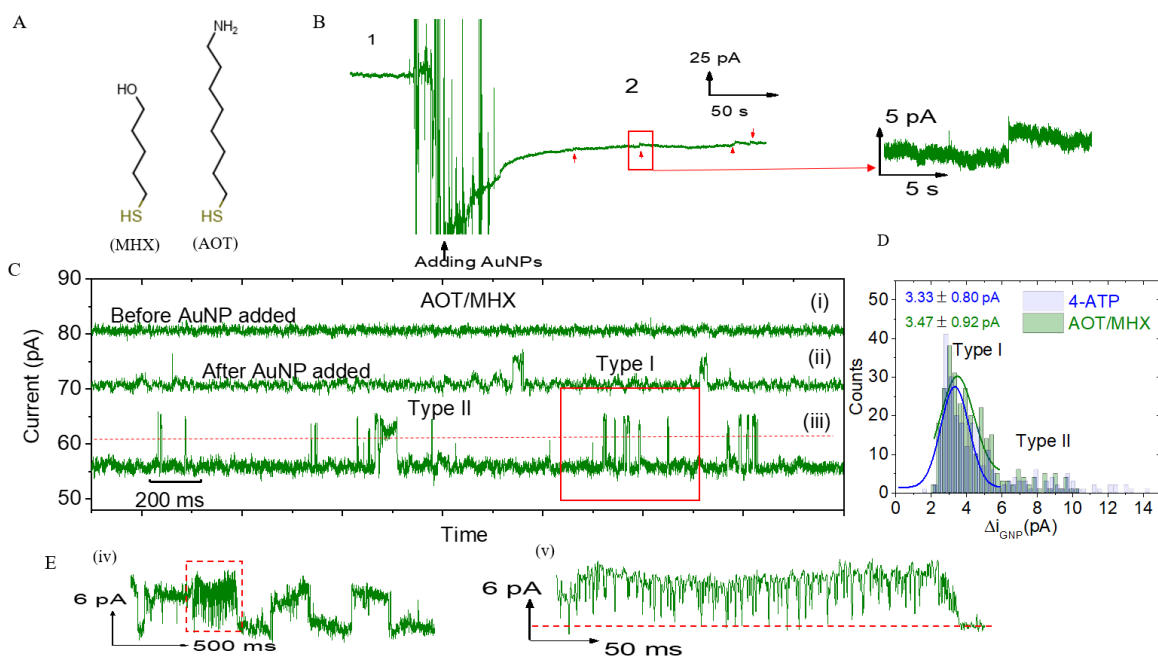 A
NH₂
HO
HS
HS
(MHX)
(AOT)
B
1
2
25 pA
50 s
5 pA
5 s
Adding AuNPs
C
AOT/MHX
(i)
Before AuNP added
(ii)
After AuNP added
Type I
Type II
(iii)
200 ms
90
80
70
60
50
Current (pA)
Time
D
3.33 ± 0.80 pA
4-ATP
3.47 ± 0.92 pA
AOT/MHX
Type I
Type II
50
40
30
20
10
0
Counts
0 2 4 6 8 10 12 14
Δi_GNP(pA)
E
(iv)
6 pA
500 ms
(v)
6 pA
50 ms